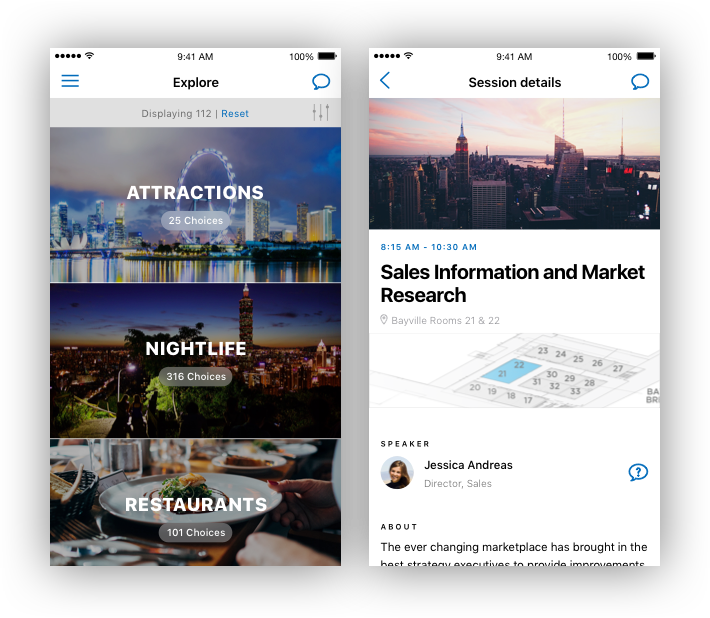 9:41 AM 100%
Explore
Displaying 112 | Reset
ATTRACTIONS
25 Choices
NIGHTLIFE
316 Choices
RESTAURANTS
101 Choices
9:41 AM 100%
Session details
8:15 AM - 10:30 AM
Sales Information and Market
Research
Bayville Rooms 21 & 22
23 24 25 26 27
22
21
30 29 28
31 32 33
20 19 18 17
BA
BRI
SPEAKER
Jessica Andreas
Director, Sales
?
ABOUT
The ever changing marketplace has brought in the
best strategy executives to provide improvements